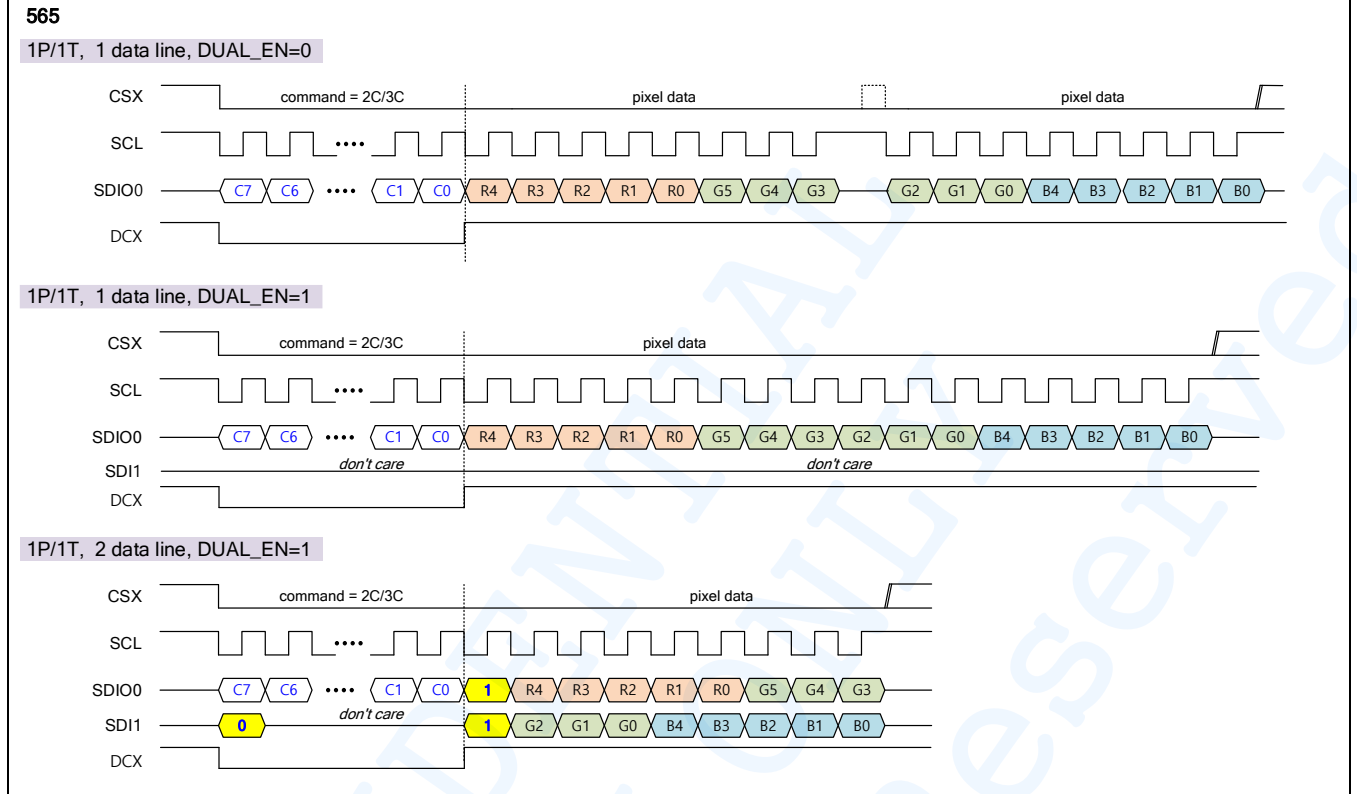 565
1P/1T, 1 data line, DUAL_EN=0
CSX command = 2C/3C pixel data pixel data
SCL ....
SDIO0 C7 C6 .... C1 C0 R4 R3 R2 R1 R0 G5 G4 G3 G2 G1 G0 B4 B3 B2 B1 B0
DCX
1P/1T, 1 data line, DUAL_EN=1
CSX command = 2C/3C pixel data
SCL ....
SDIO0 C7 C6 .... C1 C0 R4 R3 R2 R1 R0 G5 G4 G3 G2 G1 G0 B4 B3 B2 B1 B0
SDI1 don't care don't care
DCX
1P/1T, 2 data line, DUAL_EN=1
CSX command = 2C/3C pixel data
SCL ....
SDIO0 C7 C6 .... C1 C0 1 R4 R3 R2 R1 R0 G5 G4 G3
SDI1 0 don't care 1 G2 G1 G0 B4 B3 B2 B1 B0
DCX